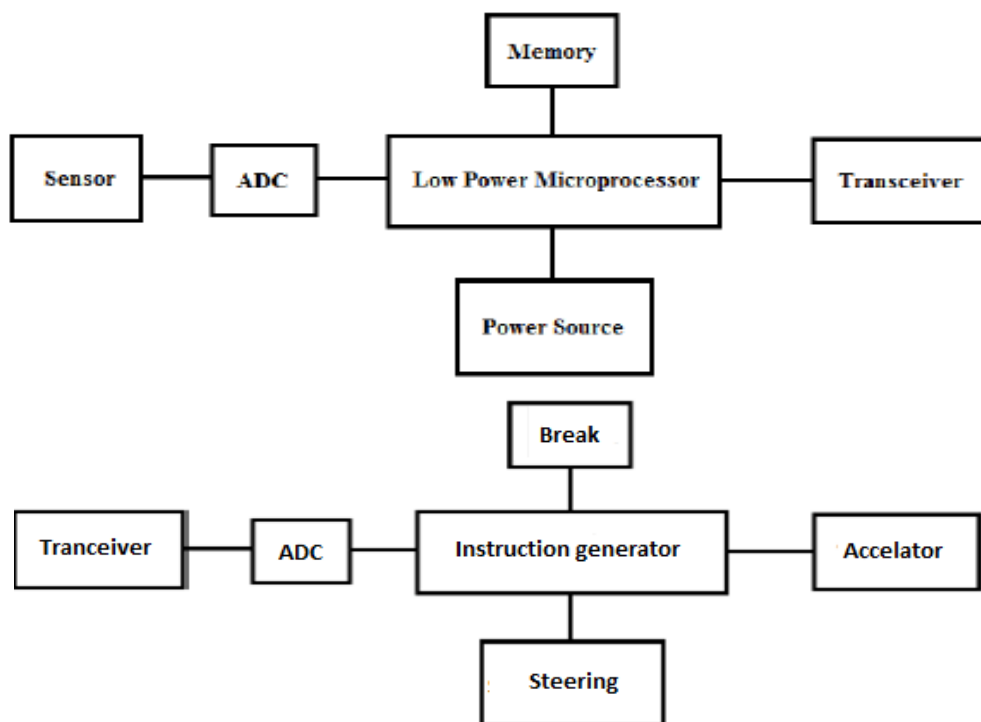 Memory
Sensor
ADC
Low Power Microprocessor
Transceiver
Power Source
Break
Tranceiver
ADC
Instruction generator
Accelator
Steering